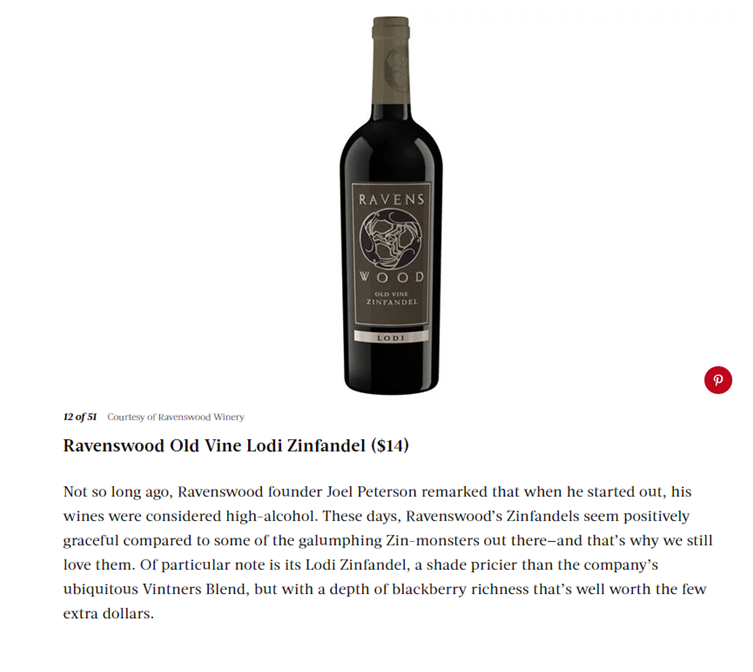 RAVENS
WOOD
OLD VINE
ZINFANDEL
LODI
12 of 51 Courtesy of Ravenswood Winery
Ravenswood Old Vine Lodi Zinfandel ($14)
Not so long ago, Ravenswood founder Joel Peterson remarked that when he started out, his
wines were considered high-alcohol. These days, Ravenswood's Zinfandels seem positively
graceful compared to some of the galumphing Zin-monsters out there—and that's why we still
love them. Of particular note is its Lodi Zinfandel, a shade pricier than the company's
ubiquitous Vintners Blend, but with a depth of blackberry richness that's well worth the few
extra dollars.